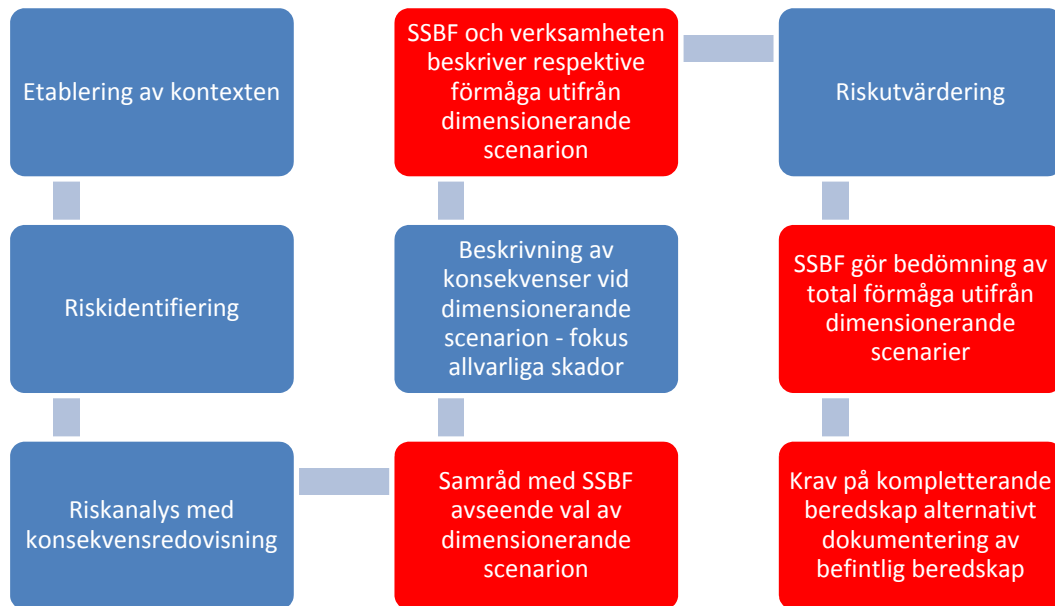 Etablering av kontexten
Riskidentifiering
Riskanalys med
konsekvensredovisning
Samråd med SSBF
avseende val av
dimensionerande
scenarion
Beskrivning av
konsekvenser vid
dimensionerande
scenarion - fokus
allvarliga skador
SSBF och verksamheten
beskriver respektive
förmåga utifrån
dimensionerande
scenarion
Riskutvärdering
SSBF gör bedömning av
total förmåga utifrån
dimensionerande
scenarier
Krav på kompletterande
beredskap alternativt
dokumentering av
befintlig beredskap